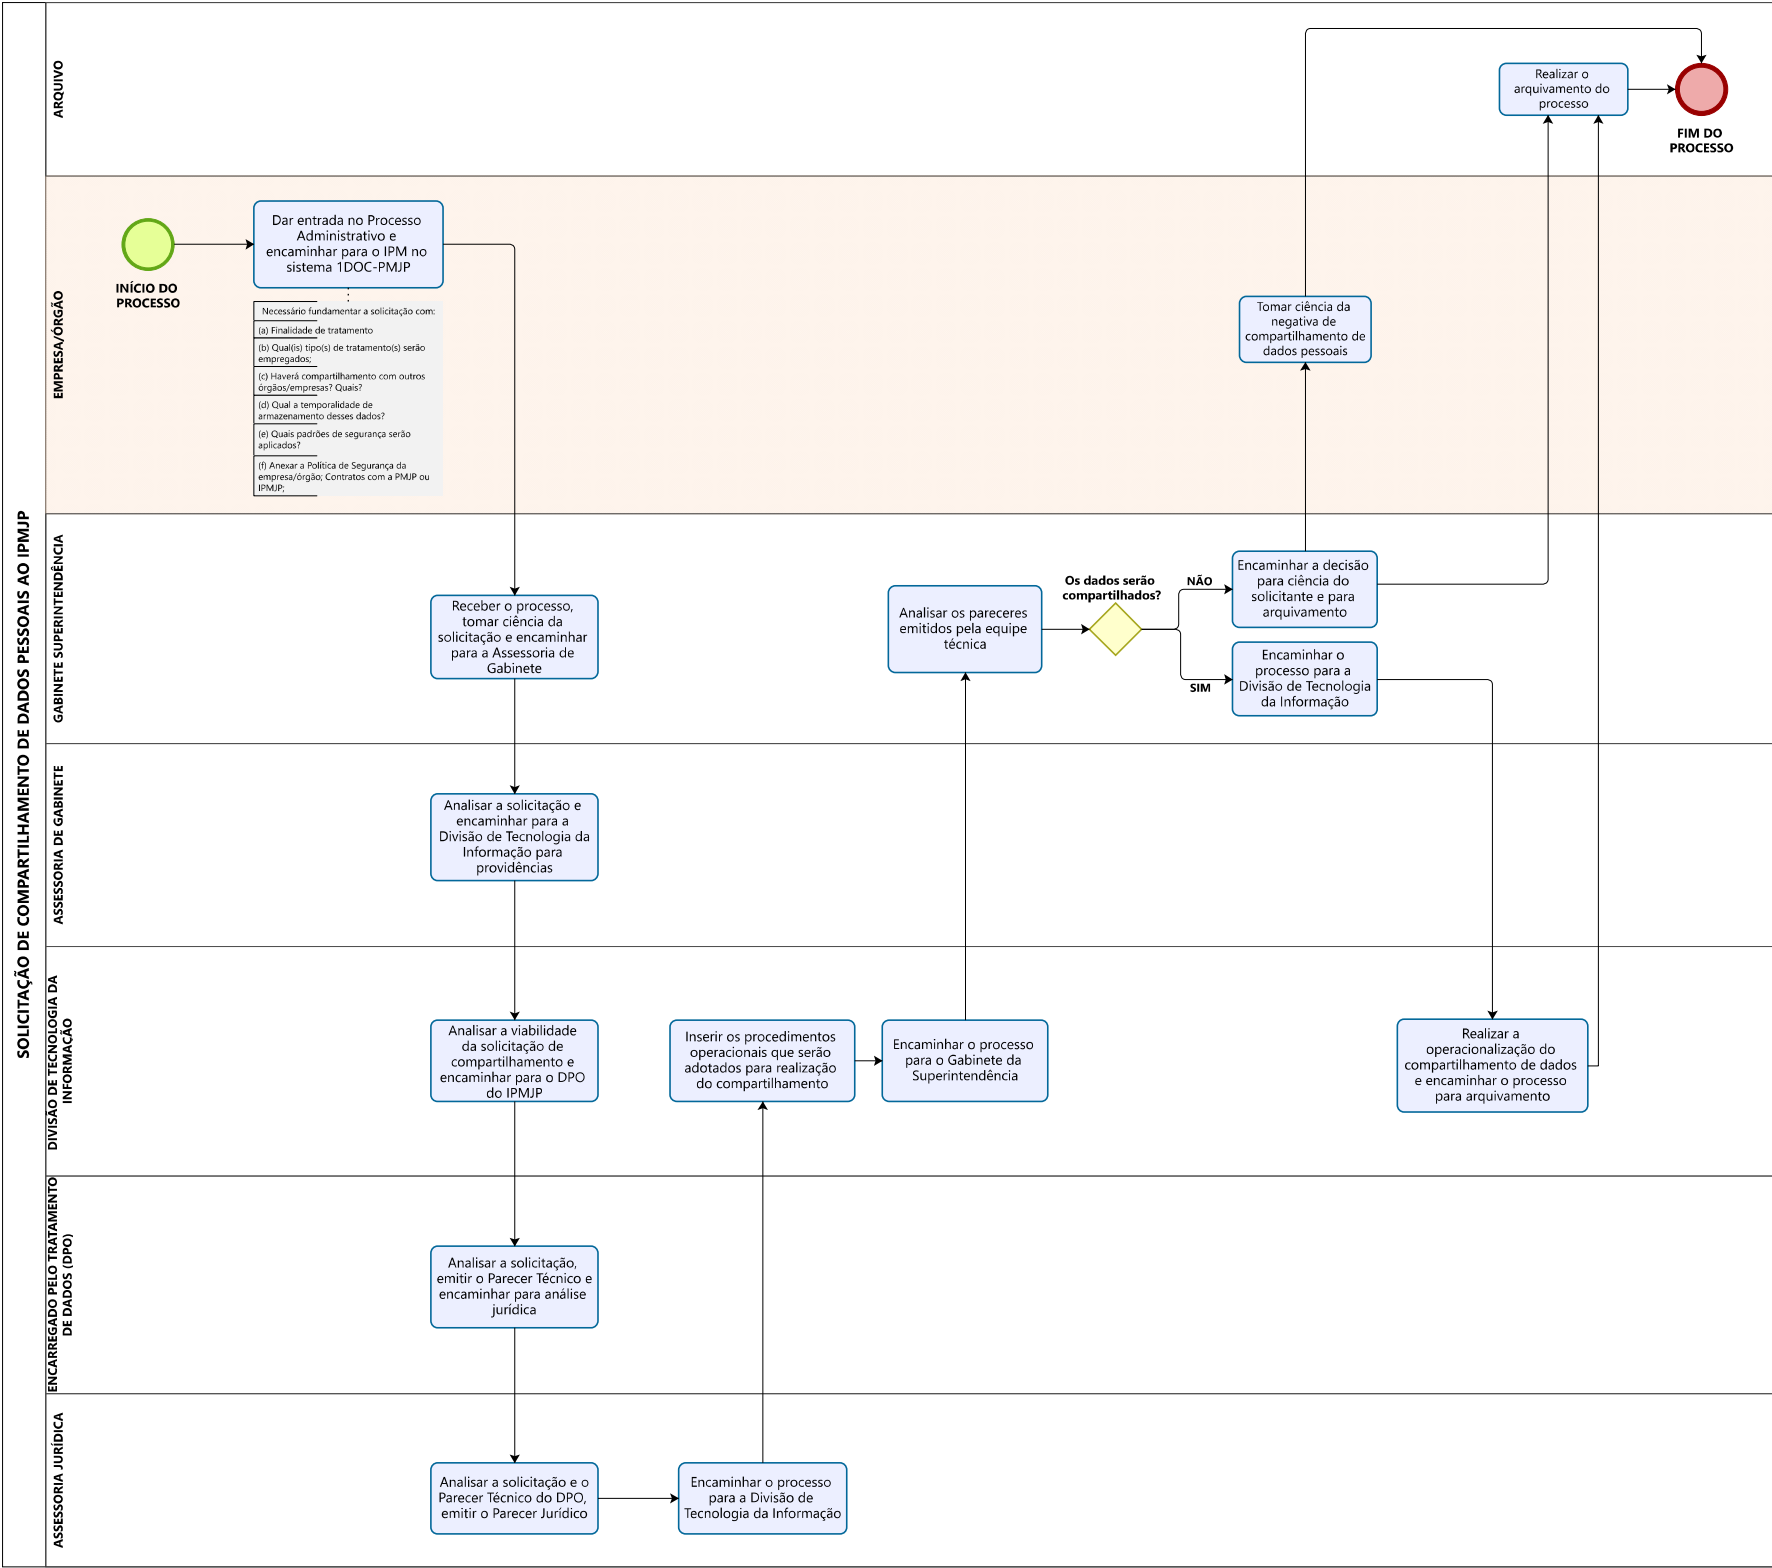 SOLICITAÇÃO DE COMPARTILHAMENTO DE DADOS PESSOAIS AO IPMJP
ARQUIVO
Realizar o
arquivamento do
processo
FIM DO
PROCESSO
EMPRESA/ÓRGÃO
INÍCIO DO
PROCESSO
Dar entrada no Processo
Administrativo e
encaminhar para o IPM no
sistema 1DOC-PMJP
Necessário fundamentar a solicitação com:
(a) Finalidade de tratamento
(b) Qual(is) tipo(s) de tratamento(s) serão
empregados;
(c) Haverá compartilhamento com outros
órgãos/empresas? Quais?
(d) Qual a temporalidade de
armazenamento desses dados?
(e) Quais padrões de segurança serão
aplicados?
(f) Anexar a Política de Segurança da
empresa/órgão; Contratos com a PMJP ou
IPMJP;
Tomar ciência da
negativa de
compartilhamento de
dados pessoais
GABINETE SUPERINTENDÊNCIA
Receber o processo,
tomar ciência da
solicitação e encaminhar
para a Assessoria de
Gabinete
Analisar os pareceres
emitidos pela equipe
técnica
Os dados serão
compartilhados?
NÃO
SIM
Encaminhar a decisão
para ciência do
solicitante e para
arquivamento
Encaminhar o
processo para a
Divisão de Tecnologia
da Informação
ASSESSORIA DE GABINETE
Analisar a solicitação e
encaminhar para a
Divisão de Tecnologia da
Informação para
providências
DIVISÃO DE TECNOLOGIA DA
INFORMAÇÃO
Analisar a viabilidade
da solicitação de
compartilhamento e
encaminhar para o DPO
do IPMJP
Inserir os procedimentos
operacionais que serão
adotados para realização
do compartilhamento
Encaminhar o processo
para o Gabinete da
Superintendência
Realizar a
operacionalização do
compartilhamento de dados
e encaminhar o processo
para arquivamento
ENCARREGADO PELO TRATAMENTO
DE DADOS (DPO)
Analisar a solicitação,
emitir o Parecer Técnico e
encaminhar para análise
jurídica
ASSESSORIA JURÍDICA
Analisar a solicitação e o
Parecer Técnico do DPO,
emitir o Parecer Jurídico
Encaminhar o processo
para a Divisão de
Tecnologia da Informação